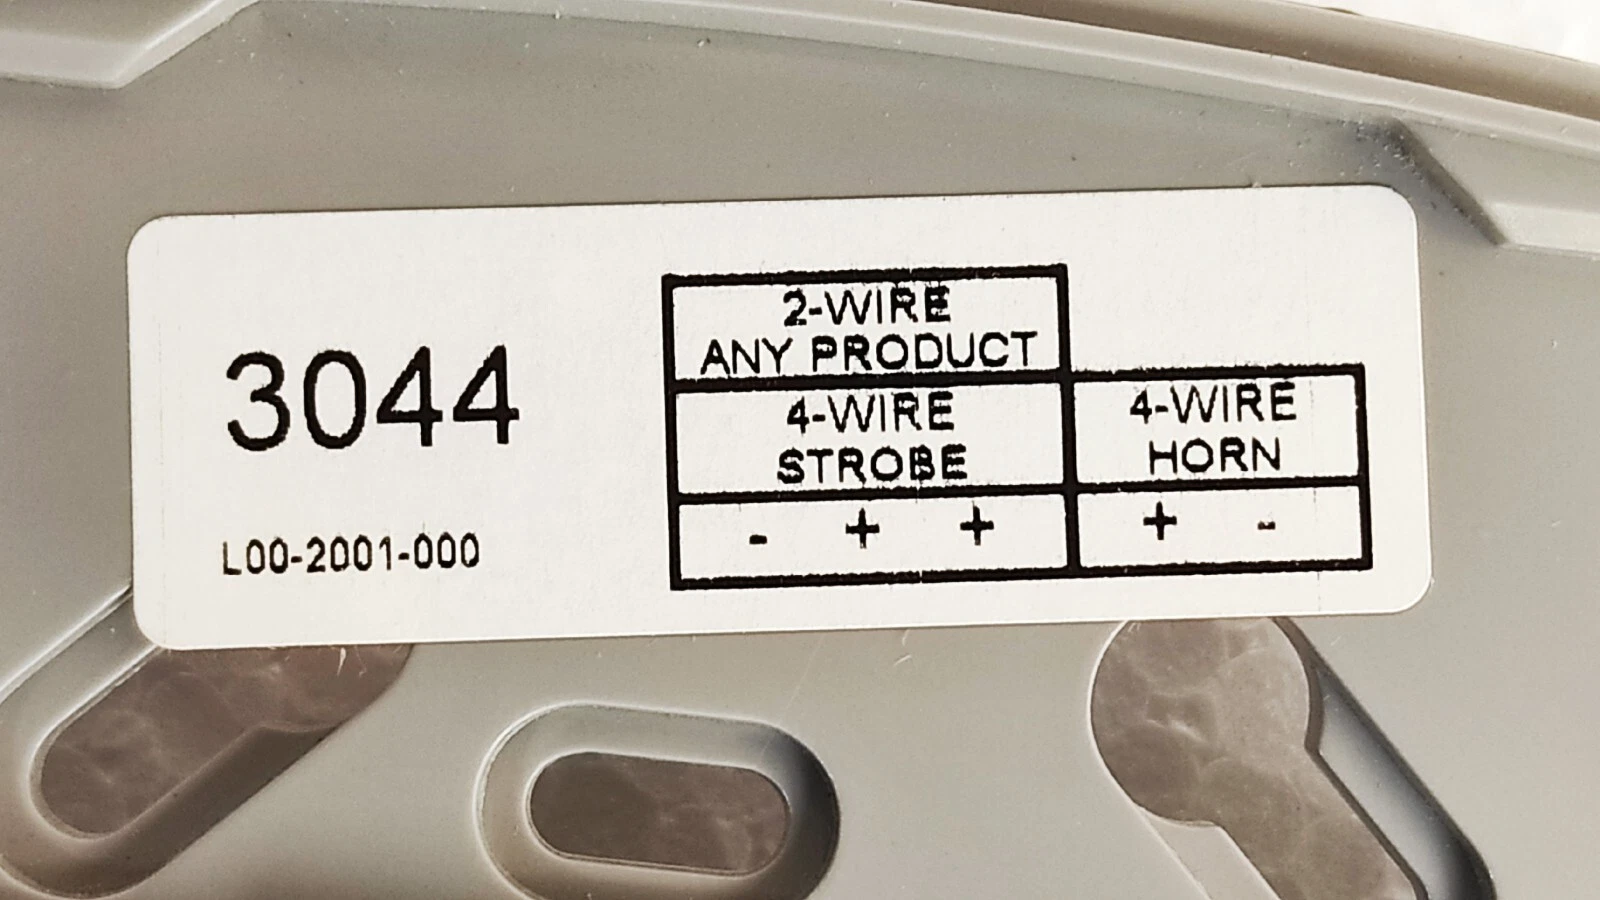 3044
L00-2001-000
2-WIRE
ANY PRODUCT
4-WIRE
STROBE
4-WIRE
HORN
- + +
+ -